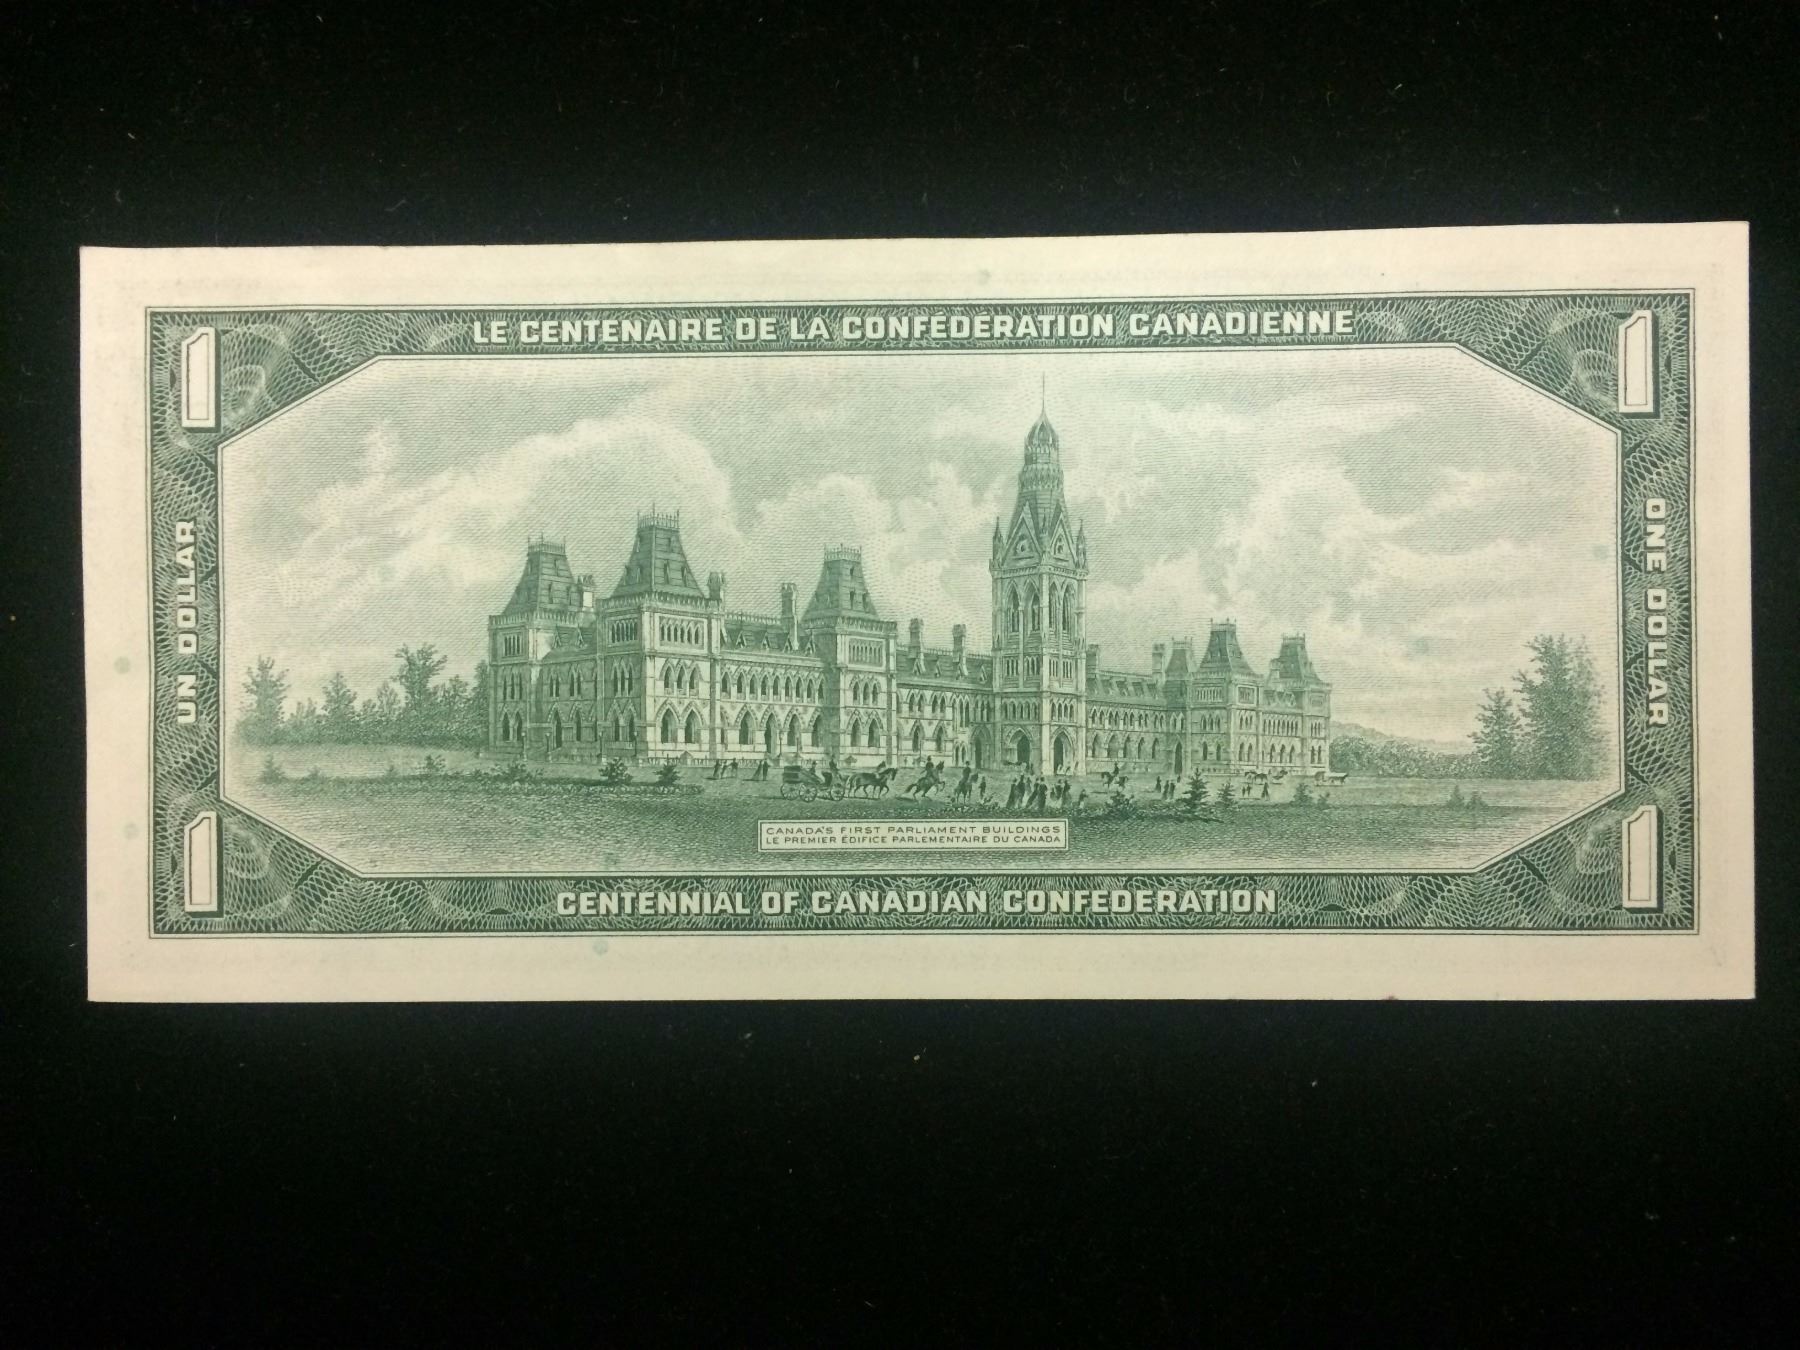 LE CENTENAIRE DE LA CONFÉDÉRATION CANADIENNE
1
1
UN DOLLAR
ONE DOLLAR
CANADA'S FIRST PARLIAMENT BUILDINGS
LE PREMIER ÉDIFICE PARLEMENTAIRE DU CANADA
1
1
CENTENNIAL OF CANADIAN CONFEDERATION